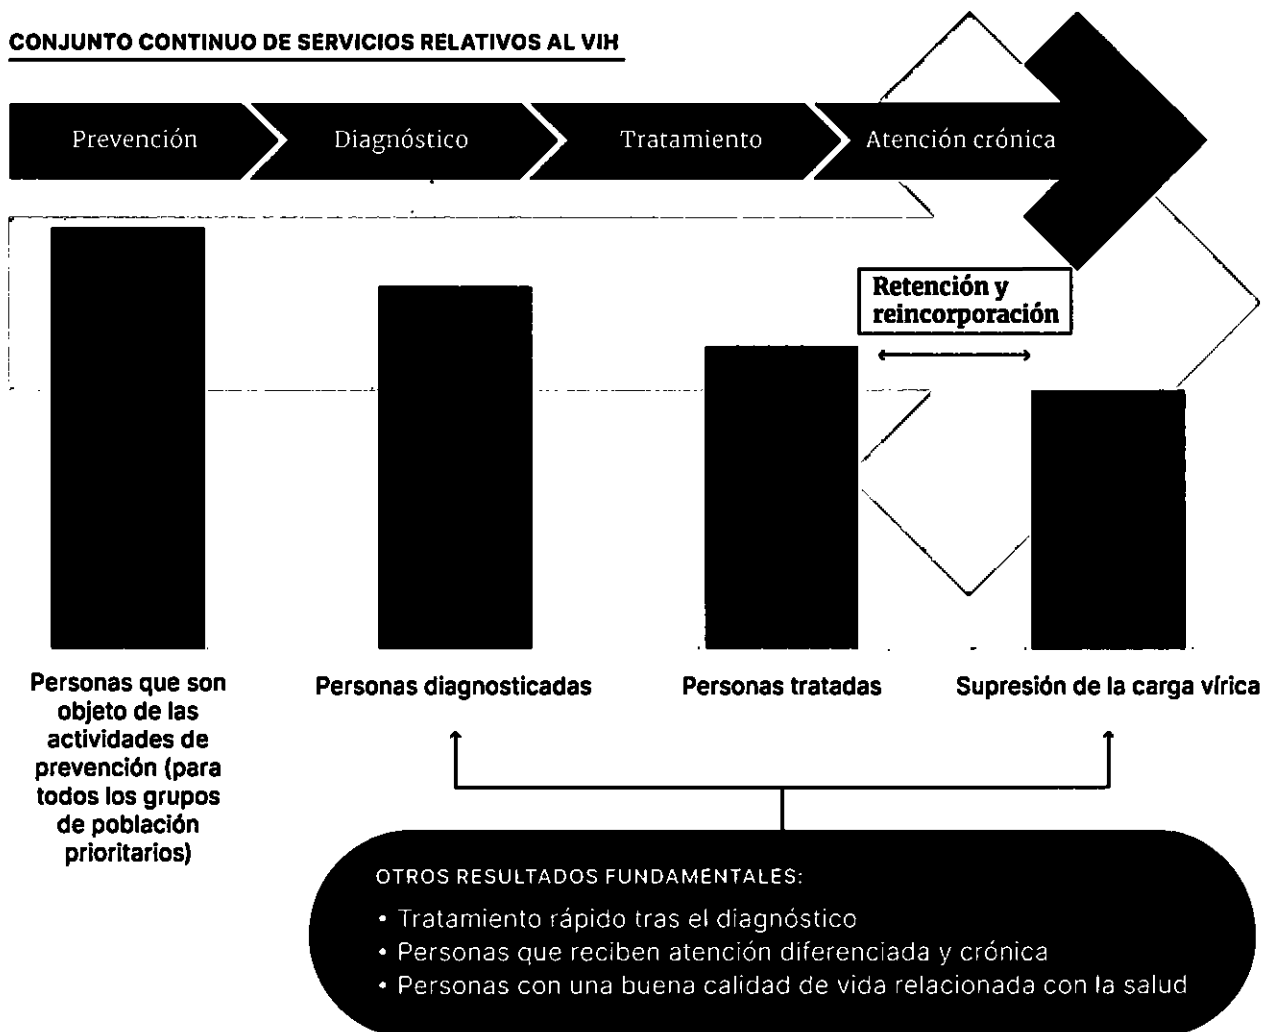 CONJUNTO CONTINUO DE SERVICIOS RELATIVOS AL VIH
Prevención
Diagnóstico
Tratamiento
Atención crónica
Retención y
reincorporación
Personas que son
objeto de las
actividades de
prevención (para
todos los grupos
de población
prioritarios)
Personas diagnosticadas
Personas tratadas
Supresión de la carga vírica
OTROS RESULTADOS FUNDAMENTALES:
• Tratamiento rápido tras el diagnóstico
• Personas que reciben atención diferenciada y crónica
• Personas con una buena calidad de vida relacionada con la salud